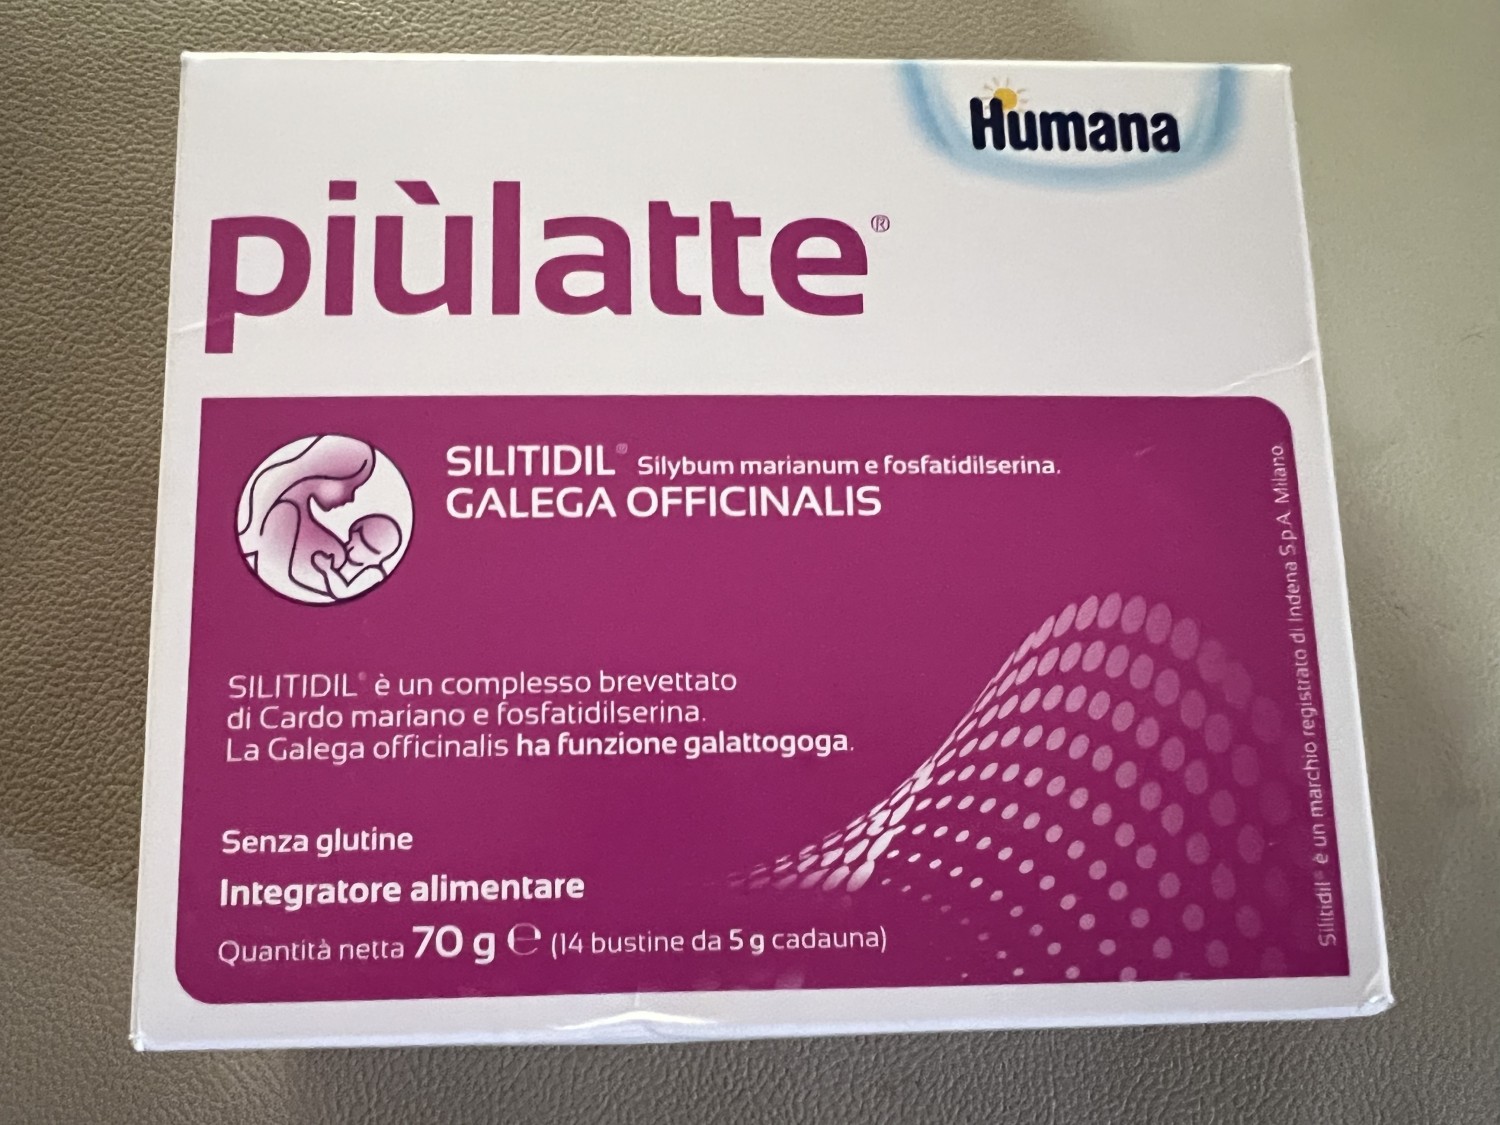 Humana
piùlatte®
SILITIDIL® Silybum marianum e fosfatidilserina.
GALEGA OFFICINALIS
SILITIDIL® è un complesso brevettato
di Cardo mariano e fosfatidilserina.
La Galega officinalis ha funzione galattogoga.
Senza glutine
Integratore alimentare
Quantità netta 70 g ℮ (14 bustine da 5 g cadauna)
Silitidil® è un marchio registrato di Indena S.p.A. Milano